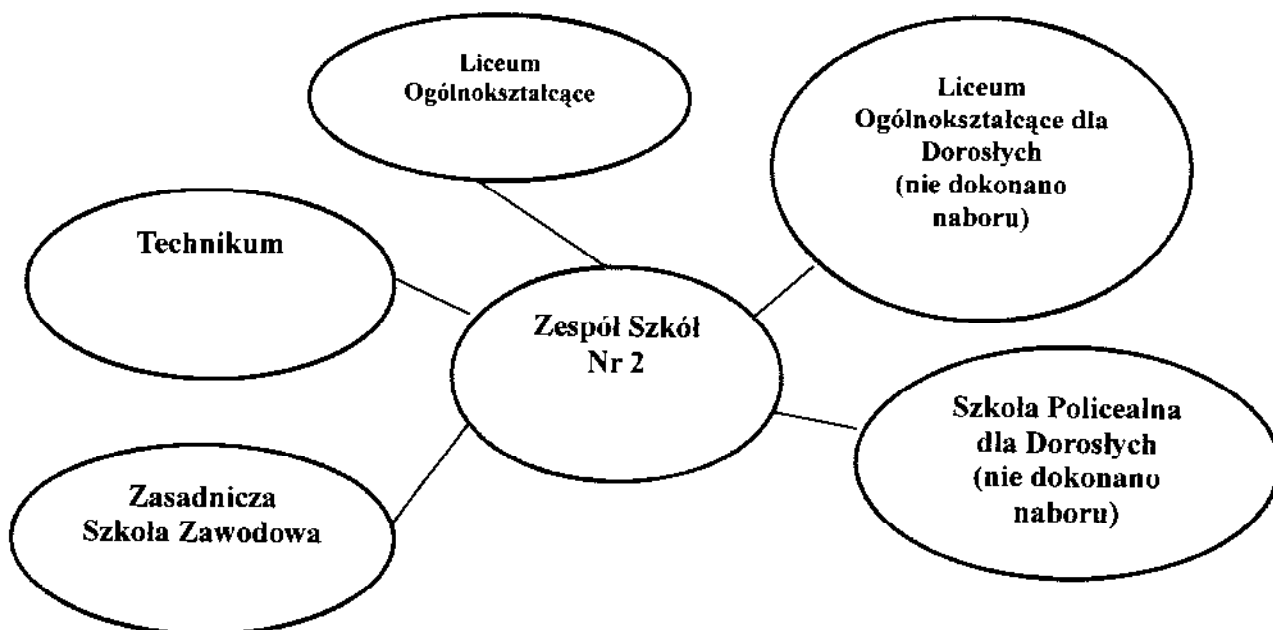 Liceum
Ogólnokształcące
Liceum
Ogólnokształcące dla
Dorosłych
(nie dokonano
naboru)
Technikum
Zespół Szkół
Nr 2
Szkoła Policealna
dla Dorosłych
(nie dokonano
naboru)
Zasadnicza
Szkoła Zawodowa